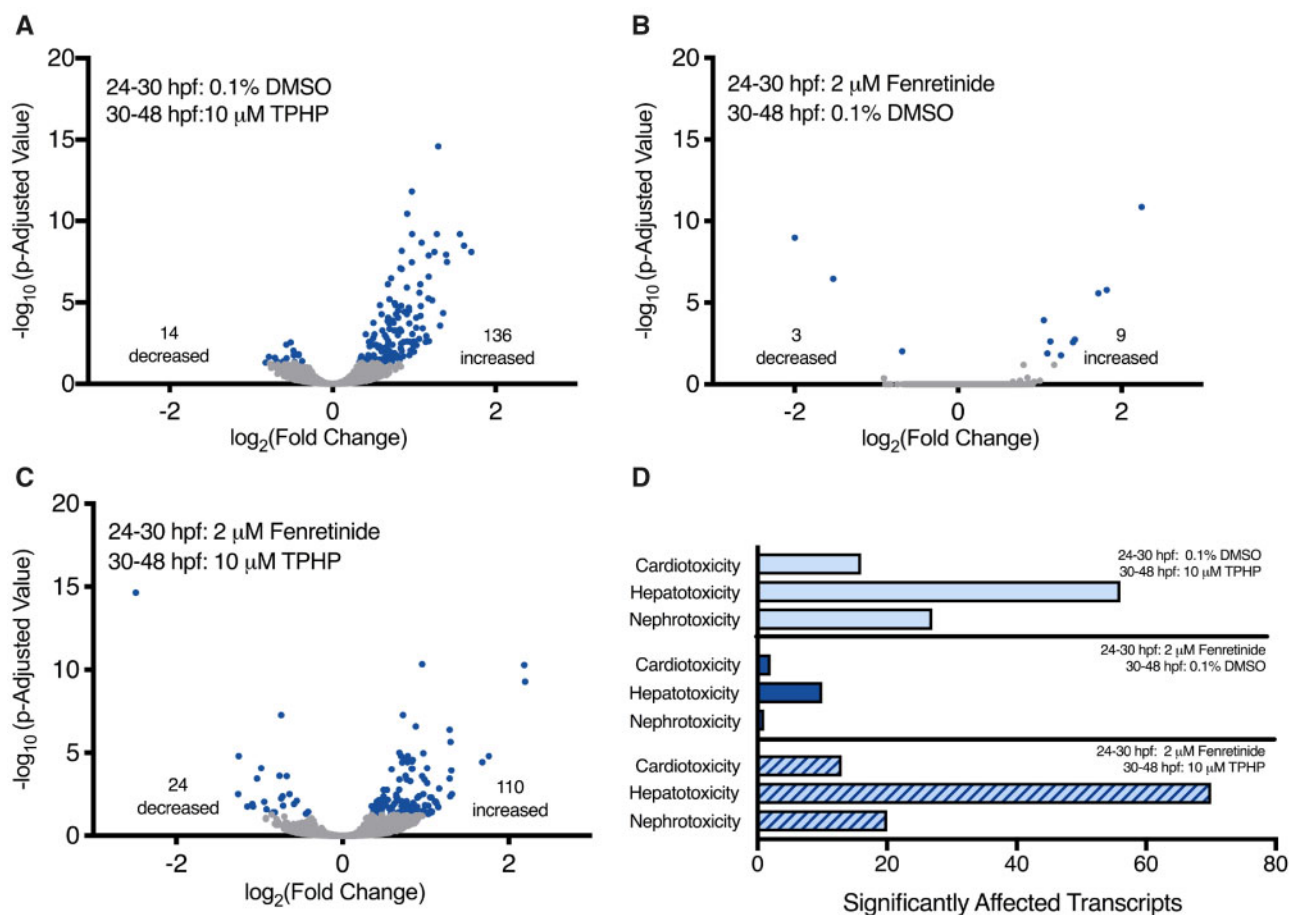 A
20
15
10
5
0
-log10 (p-Adjusted Value)
24-30 hpf: 0.1% DMSO
30-48 hpf:10 μM TPHP
14
decreased
136
increased
-2
0
2
log2(Fold Change)
B
20
15
10
5
0
-log10 (p-Adjusted Value)
24-30 hpf: 2 μM Fenretinide
30-48 hpf: 0.1% DMSO
3
decreased
9
increased
-2
0
2
log2(Fold Change)
C
20
15
10
5
0
-log10 (p-Adjusted Value)
24-30 hpf: 2 μM Fenretinide
30-48 hpf: 10 μM TPHP
24
decreased
110
increased
-2
0
2
log2(Fold Change)
D
Cardiotoxicity
Hepatotoxicity
Nephrotoxicity
24-30 hpf: 0.1% DMSO
30-48 hpf: 10 μM TPHP
Cardiotoxicity
Hepatotoxicity
Nephrotoxicity
24-30 hpf: 2 μM Fenretinide
30-48 hpf: 0.1% DMSO
Cardiotoxicity
Hepatotoxicity
Nephrotoxicity
24-30 hpf: 2 μM Fenretinide
30-48 hpf: 10 μM TPHP
0
20
40
60
80
Significantly Affected Transcripts